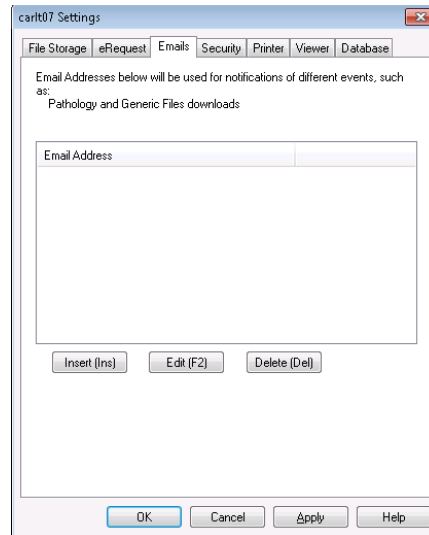 carlt07 Settings
File Storage eRequest Emails Security Printer Viewer Database
Email Addresses below will be used for notifications of different events, such
as:
Pathology and Generic Files downloads
Email Address
Insert (Ins) Edit (F2) Delete (Del)
OK Cancel Apply Help